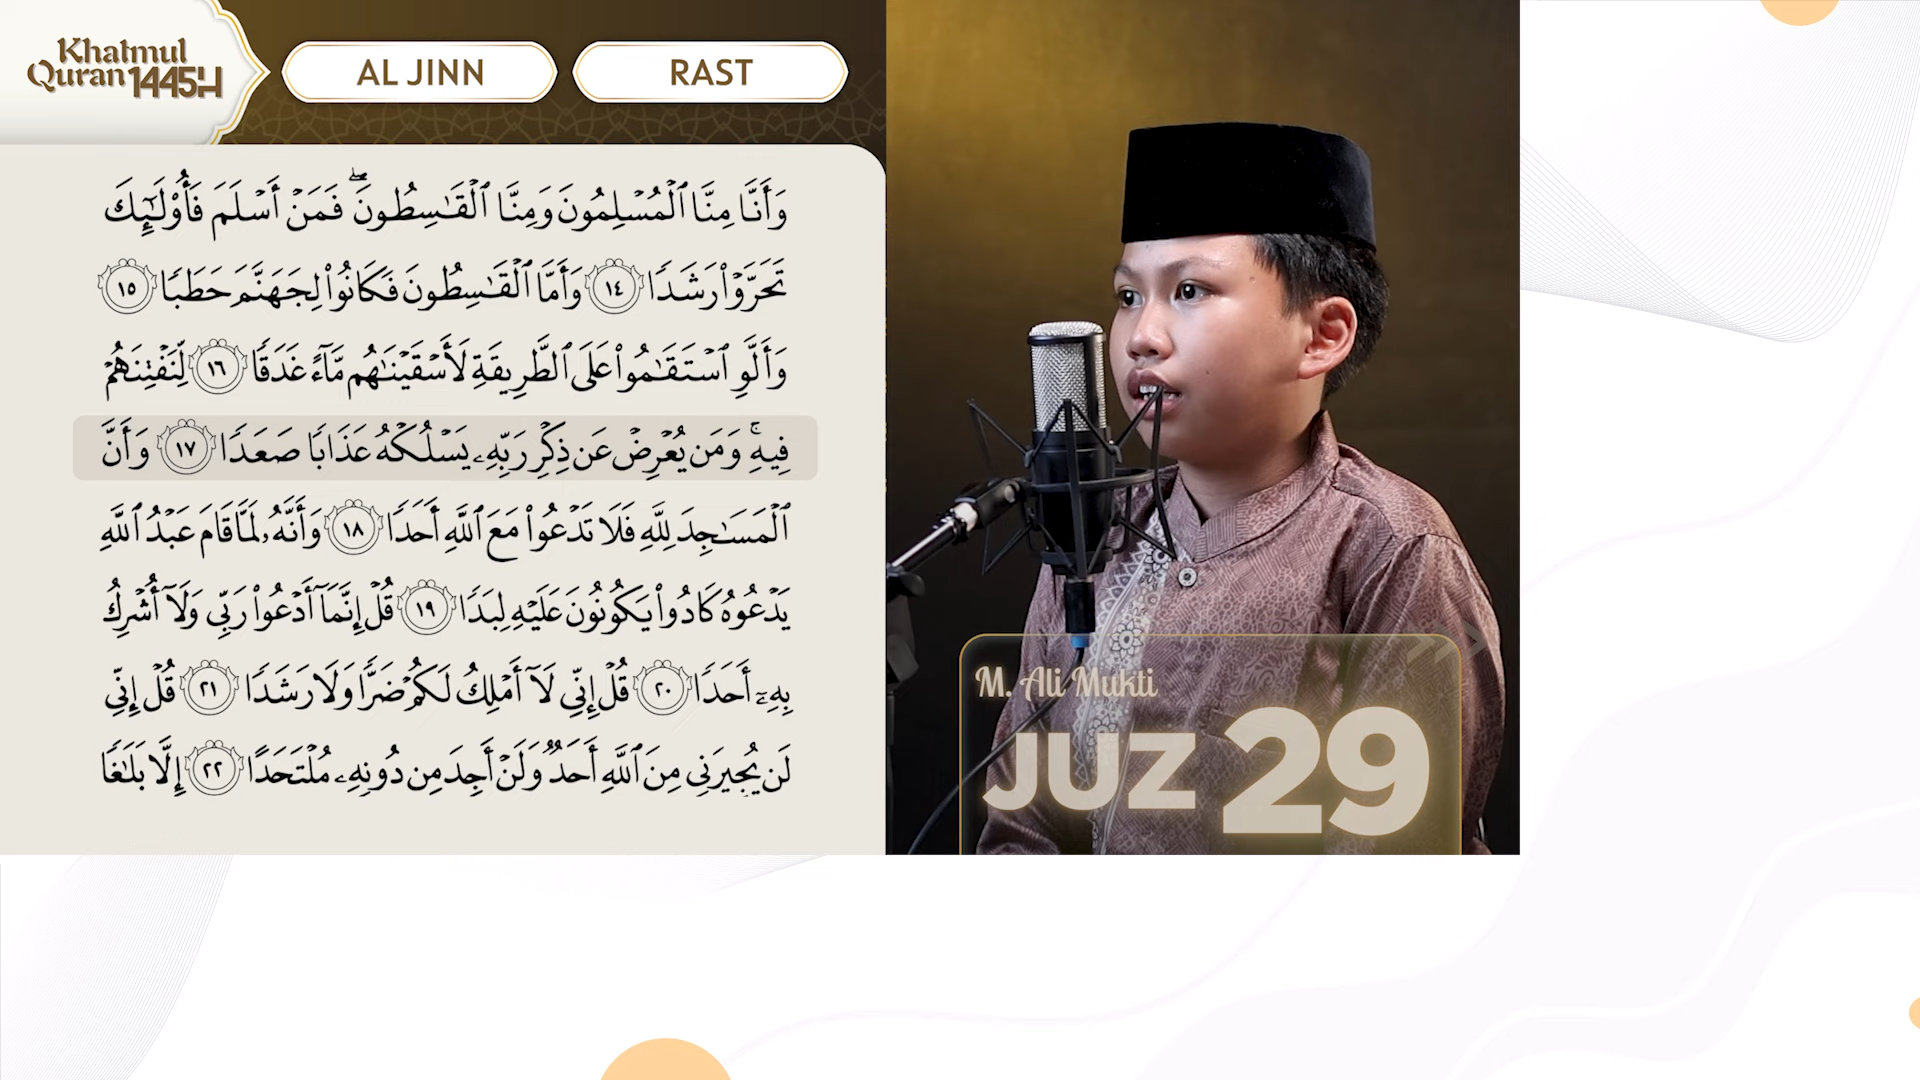 Khatmul
Quran 1445H
AL JINN
RAST
وَأَنَّا مِنَّا ٱلْمُسْلِمُونَ وَمِنَّا ٱلْقَـٰسِطُونَ ۖ فَمَنْ أَسْلَمَ فَأُو۟لَـٰٓئِكَ
تَحَرَّوْا۟ رَشَدًا ١٤ وَأَمَّا ٱلْقَـٰسِطُونَ فَكَانُوا۟ لِجَهَنَّمَ حَطَبًا ١٥
وَأَلَّوِ ٱسْتَقَـٰمُوا۟ عَلَى ٱلطَّرِيقَةِ لَأَسْقَيْنَـٰهُم مَّآءً غَدَقًا ١٦ لِّنَفْتِنَهُمْ
فِيهِ ۚ وَمَن يُعْرِضْ عَن ذِكْرِ رَبِّهِۦ يَسْلُكْهُ عَذَابًا صَعَدًا ١٧ وَأَنَّ
ٱلْمَسَـٰجِدَ لِلَّهِ فَلَا تَدْعُوا۟ مَعَ ٱللَّهِ أَحَدًا ١٨ وَأَنَّهُۥ لَمَّا قَامَ عَبْدُ ٱللَّهِ
يَدْعُوهُ كَادُوا۟ يَكُونُونَ عَلَيْهِ لِبَدًا ١٩ قُلْ إِنَّمَآ أَدْعُوا۟ رَبِّى وَلَآ أُشْرِكُ
بِهِۦٓ أَحَدًا ٢٠ قُلْ إِنِّى لَآ أَمْلِكُ لَكُمْ ضَرًّا وَلَا رَشَدًا ٢١ قُلْ إِنِّى
لَن يُجِيرَنِى مِنَ ٱللَّهِ أَحَدٌ وَلَنْ أَجِدَ مِن دُونِهِۦ مُلْتَحَدًا ٢٢ إِلَّا بَلَـٰغًا
M. Ali Mukti
JUZ 29